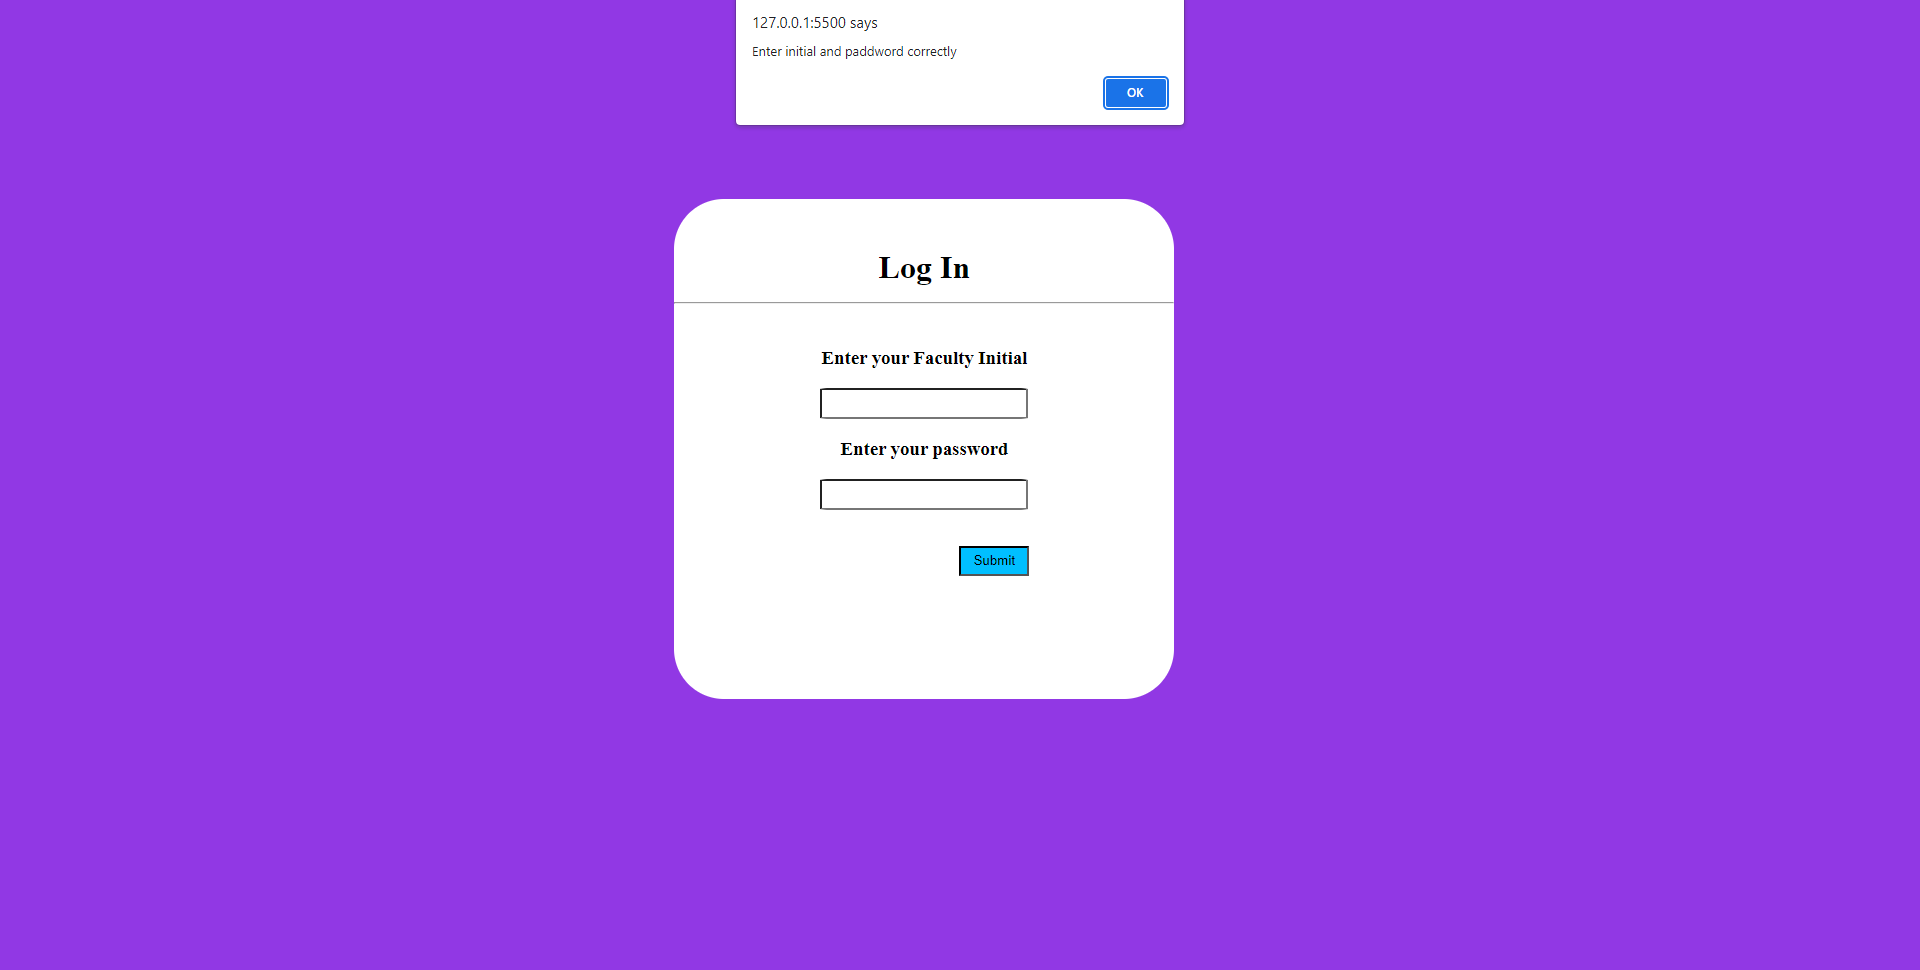 127.0.0.1:5500 says
Enter initial and paddword correctly
OK
Log In
Enter your Faculty Initial
Enter your password
Submit